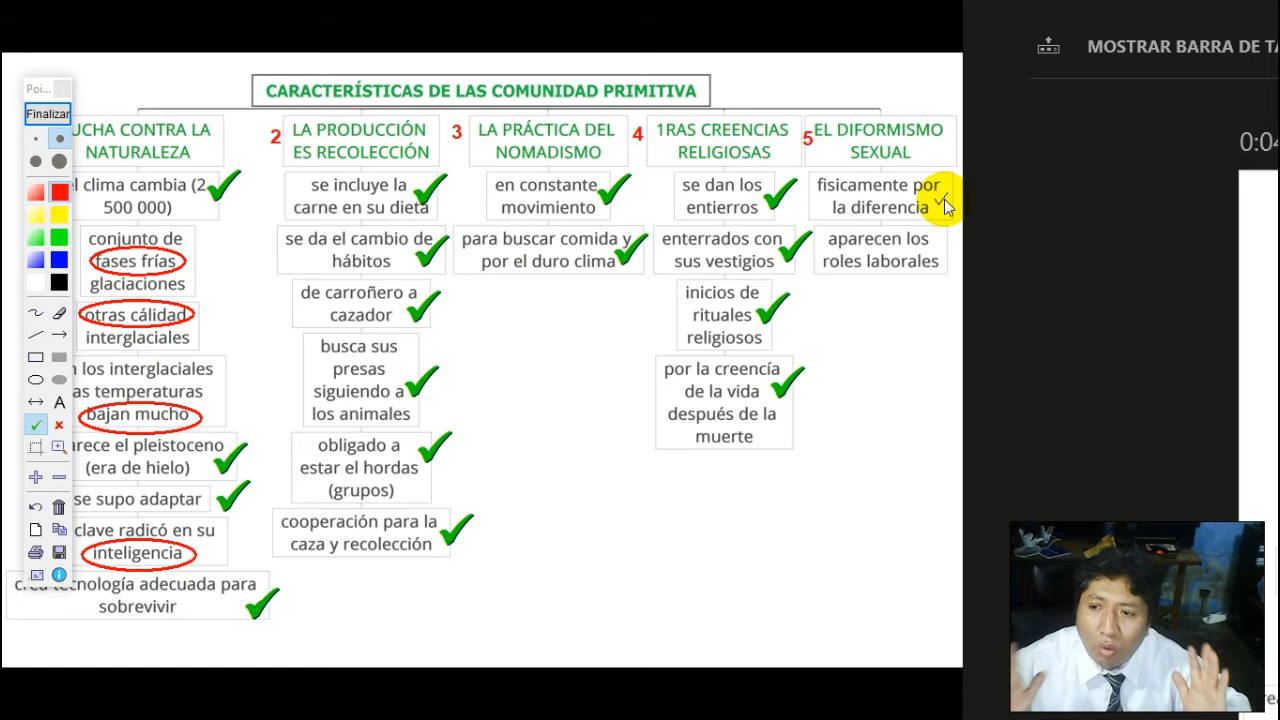 MOSTRAR BARRA DE TA
Poi...
Finalizar
CARACTERÍSTICAS DE LAS COMUNIDAD PRIMITIVA
UCHA CONTRA LA
NATURALEZA
el clima cambia (2
500 000)
conjunto de
fases frías
glaciaciones
otras cálidad
interglaciales
n los interglaciales
as temperaturas
bajan mucho
arece el pleistoceno
(era de hielo)
se supo adaptar
clave radicó en su
inteligencia
crea tecnología adecuada para
sobrevivir
2
LA PRODUCCIÓN
ES RECOLECCIÓN
se incluye la
carne en su dieta
se da el cambio de
hábitos
de carroñero a
cazador
busca sus
presas
siguiendo a
los animales
obligado a
estar el hordas
(grupos)
cooperación para la
caza y recolección
3
LA PRÁCTICA DEL
NOMADISMO
en constante
movimiento
para buscar comida y
por el duro clima
4
1RAS CREENCIAS
RELIGIOSAS
se dan los
entierros
enterrados con
sus vestigios
inicios de
rituales
religiosos
por la creencía
de la vida
después de la
muerte
5
EL DIFORMISMO
SEXUAL
fisicamente por
la diferencia
aparecen los
roles laborales
0:04
A